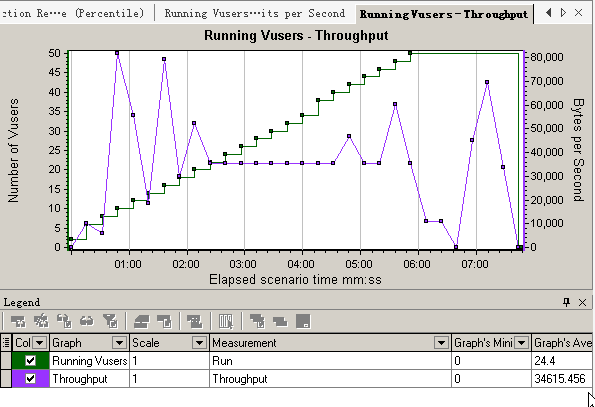 ction Re⋯ (Percentile) Running Vusers⋯its per Second Running Vusers - Throughput
Running Vusers - Throughput
Number of Vusers
50
45
40
35
30
25
20
15
10
5
0
80,000
70,000
60,000
50,000
40,000
30,000
20,000
10,000
0
Bytes per Second
01:00 02:00 03:00 04:00 05:00 06:00 07:00
Elapsed scenario time mm:ss
Legend
Col Graph Scale Measurement Graph's Mini Graph's Ave
Running Vusers 1 Run 0 24.4
Throughput 1 Throughput 0 34615.456